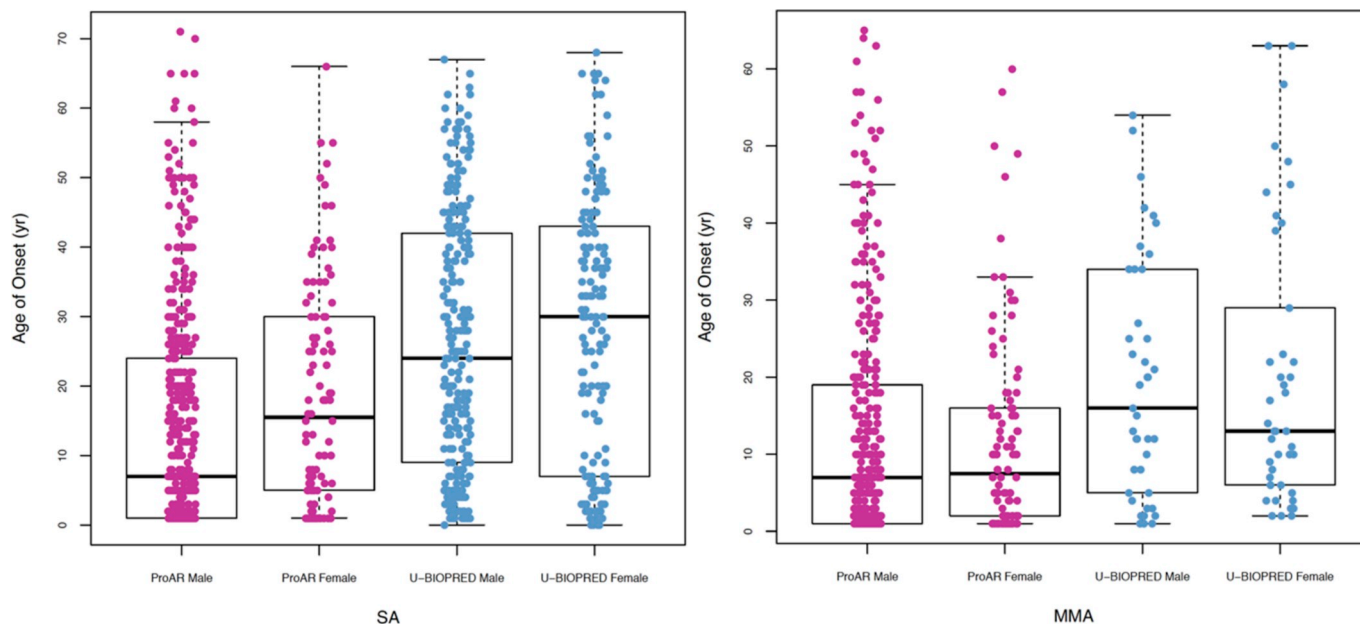 70
60
50
40
30
20
10
0
Age of Onset (yr)
ProAR Male
ProAR Female
U-BIOPRED Male
U-BIOPRED Female
SA
60
50
40
30
20
10
0
Age of Onset (yr)
ProAR Male
ProAR Female
U-BIOPRED Male
U-BIOPRED Female
MMA